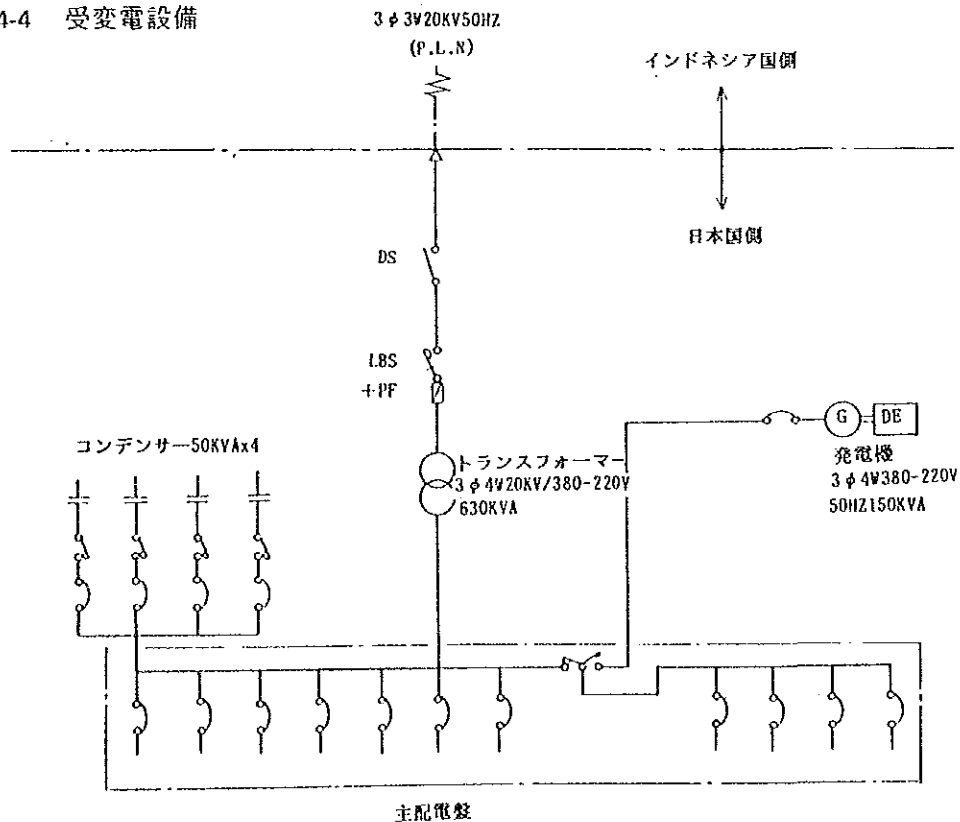 4-4 受変電設備
3φ3W20KV50HZ
(P.L.N)
インドネシア国側
日本国側
DS
LBS
+PF
コンデンサー50KVAx4
トランスフォーマー
3φ4W20KV/380-220V
630KVA
G
DE
発電機
3φ4W380-220V
50HZ150KVA
主配電盤